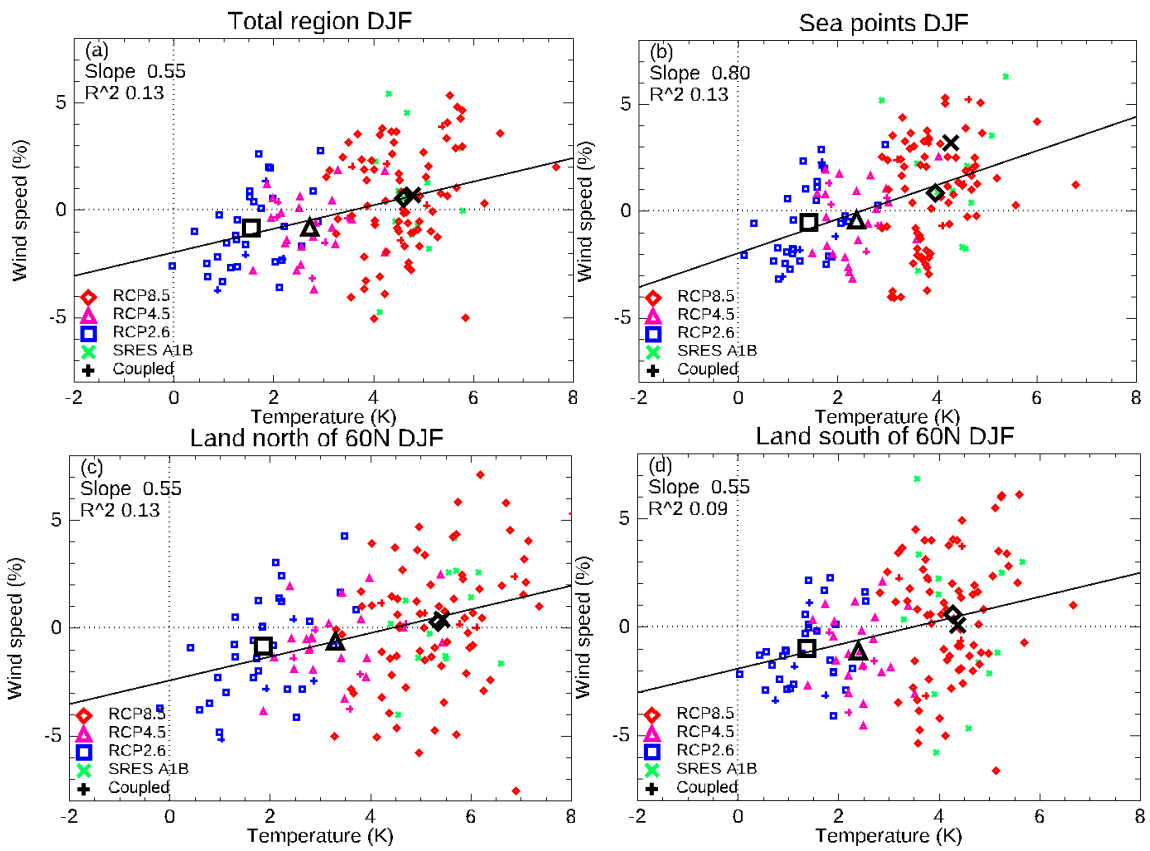 Total region DJF
(a)
Slope 0.55
R^2 0.13
Wind speed (%)
5
0
-5
RCP8.5
RCP4.5
RCP2.6
SRES A1B
Coupled
-2 0 2 4 6 8
Temperature (K)
Sea points DJF
(b)
Slope 0.80
R^2 0.13
Wind speed (%)
5
0
-5
RCP8.5
RCP4.5
RCP2.6
SRES A1B
Coupled
-2 0 2 4 6 8
Temperature (K)
Land north of 60N DJF
(c)
Slope 0.55
R^2 0.13
Wind speed (%)
5
0
-5
RCP8.5
RCP4.5
RCP2.6
SRES A1B
Coupled
-2 0 2 4 6 8
Temperature (K)
Land south of 60N DJF
(d)
Slope 0.55
R^2 0.09
Wind speed (%)
5
0
-5
RCP8.5
RCP4.5
RCP2.6
SRES A1B
Coupled
-2 0 2 4 6 8
Temperature (K)